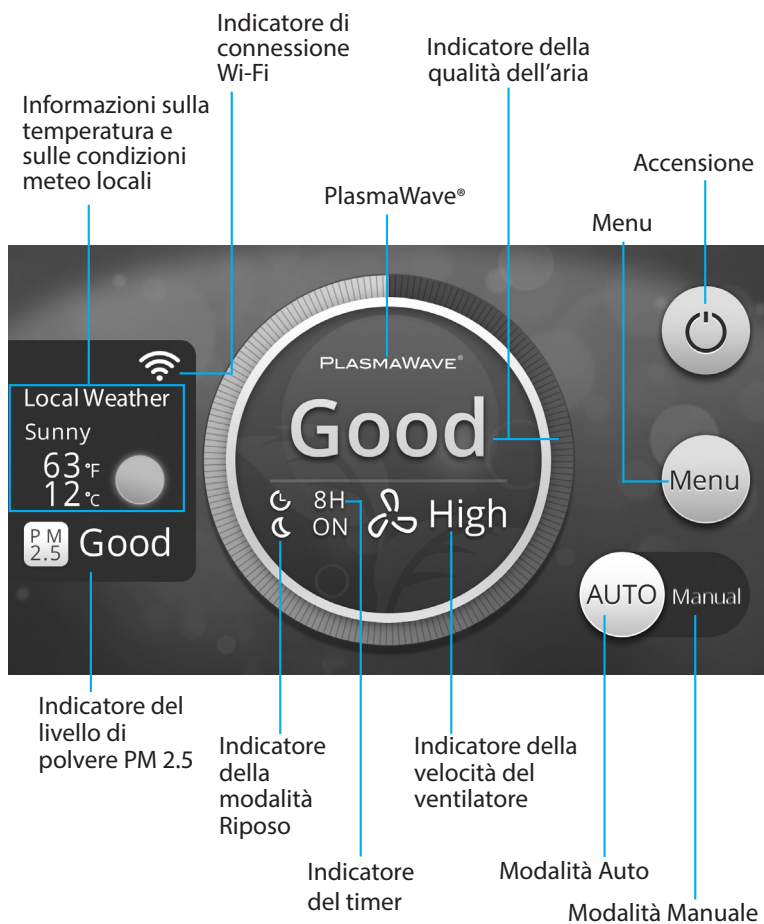 Indicatore di
connessione
Wi-Fi
Indicatore della
qualità dell'aria
Informazioni sulla
temperatura e
sulle condizioni
meteo locali
Accensione
PlasmaWave®
Menu
PLASMAWAVE®
Local Weather
Sunny
63°F
12°C
Good
8H
ON
High
Menu
PM
2.5
Good
AUTO
Manual
Indicatore del
livello di
polvere PM 2.5
Indicatore
della
modalità
Riposo
Indicatore della
velocità del
ventilatore
Indicatore
del timer
Modalità Auto
Modalità Manuale